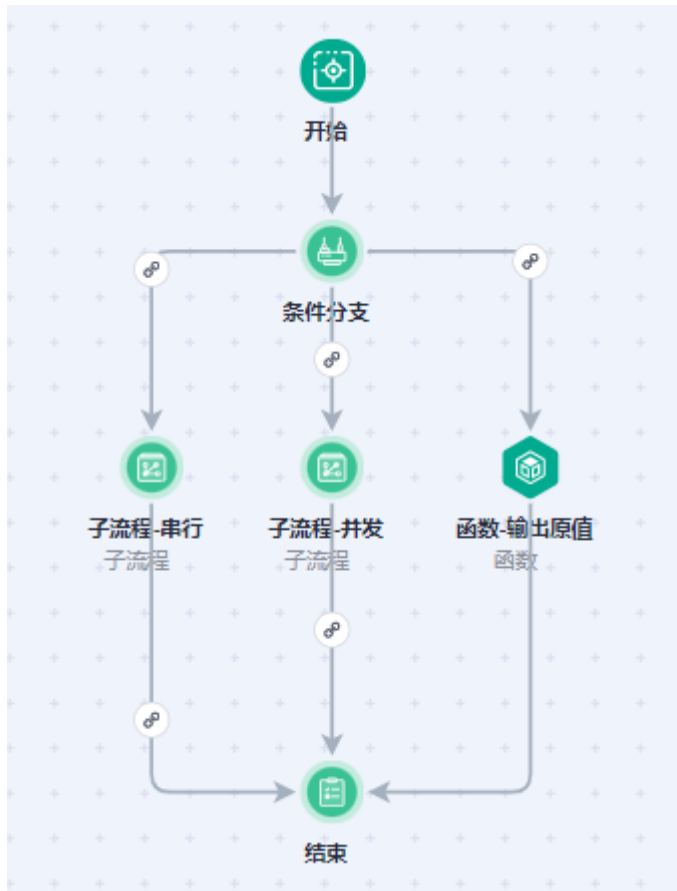 开始
条件分支
子流程-串行
子流程
子流程-并发
子流程
函数-输出原值
函数
结束